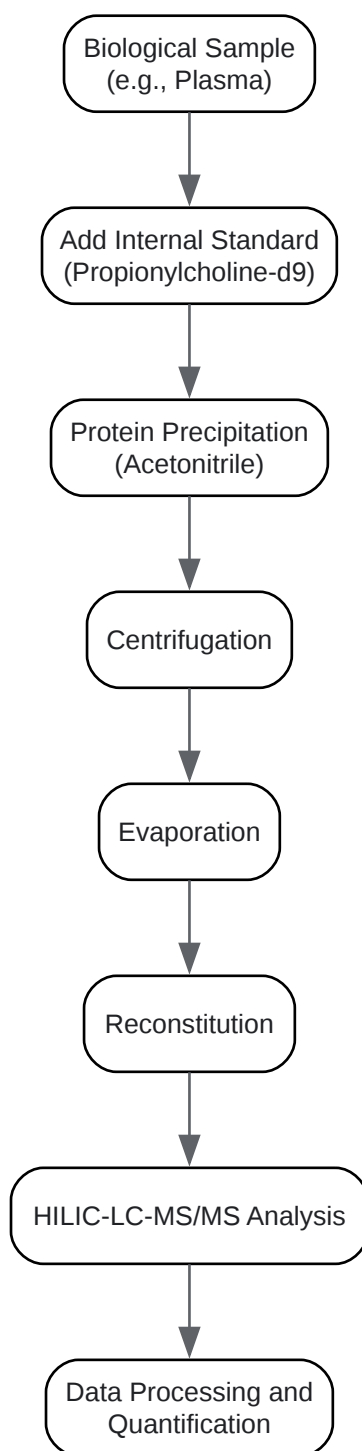 Biological Sample
(e.g., Plasma)
Add Internal Standard
(Propionylcholine-d9)
Protein Precipitation
(Acetonitrile)
Centrifugation
Evaporation
Reconstitution
HILIC-LC-MS/MS Analysis
Data Processing and
Quantification